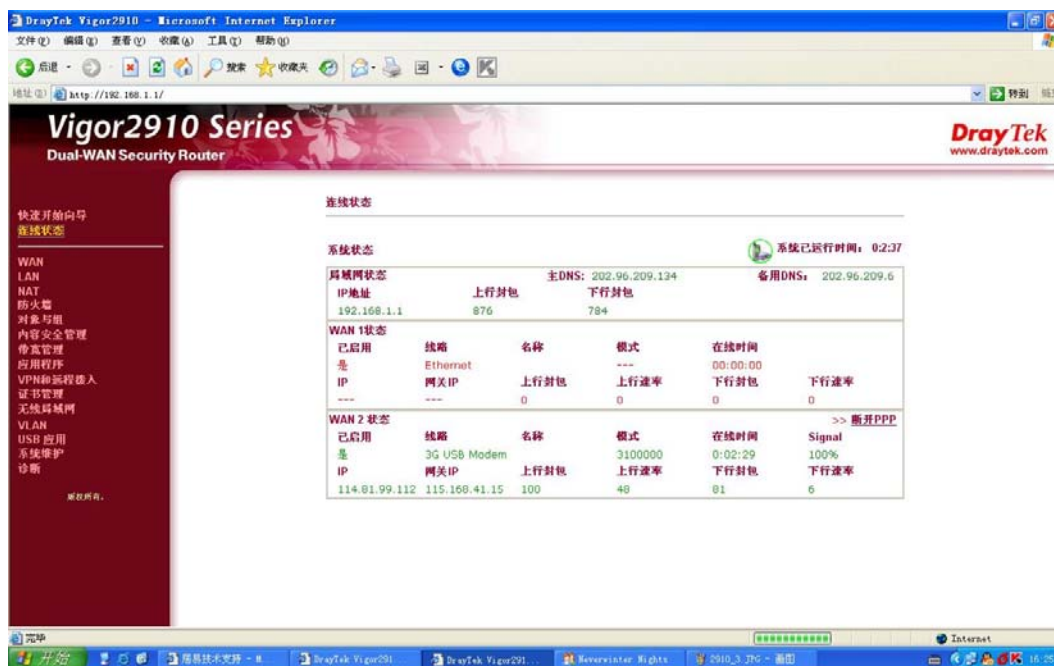 DrayTek Vigor2910 - Microsoft Internet Explorer
文件(F) 编辑(E) 查看(V) 收藏(A) 工具(T) 帮助(H)
后退 搜索 收藏夹
地址(D) http://192.168.1.1/ 转到
Vigor2910 Series
Dual-WAN Security Router
DrayTek
www.draytek.com
快速开始向导
连线状态
WAN
LAN
NAT
防火墙
对象与组
内容安全管理
带宽管理
应用程序
VPN和远程拨入
证书管理
无线局域网
VLAN
USB 应用
系统维护
诊断
版权所有。
连线状态
系统状态 系统已运行时间: 0:2:37
局域网状态 主DNS: 202.96.209.134 备用DNS: 202.96.209.6
IP地址 上行封包 下行封包
192.168.1.1 876 784
WAN 1状态
已启用 线路 名称 模式 在线时间
是 Ethernet --- 00:00:00
IP 网关IP 上行封包 上行速率 下行封包 下行速率
--- --- 0 0 0 0
WAN 2 状态 >> 断开PPP
已启用 线路 名称 模式 在线时间 Signal
是 3G USB Modem 3100000 0:02:29 100%
IP 网关IP 上行封包 上行速率 下行封包 下行速率
114.81.99.112 115.168.41.15 100 48 81 6
完毕 Internet
开始 居易技术支持 - M... DrayTek Vigor291... DrayTek Vigor291... Neverwinter Nights 2910_3.JPG - 画图